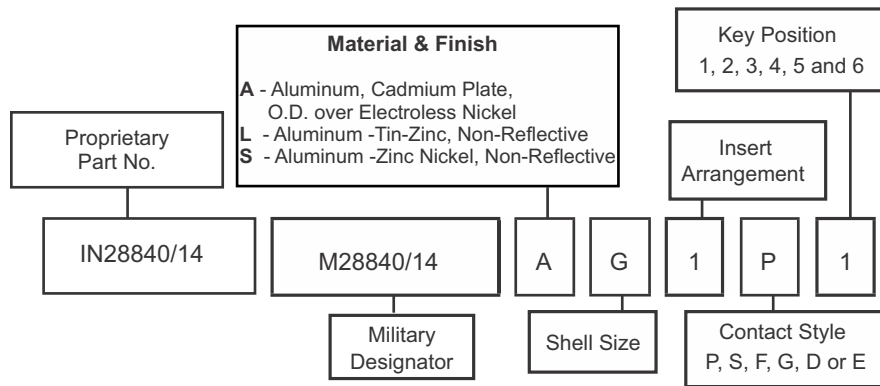 Material & Finish
A - Aluminum, Cadmium Plate,
O.D. over Electroless Nickel
L - Aluminum -Tin-Zinc, Non-Reflective
S - Aluminum -Zinc Nickel, Non-Reflective
Key Position
1, 2, 3, 4, 5 and 6
Proprietary
Part No.
Insert
Arrangement
IN28840/14 M28840/14 A G 1 P 1
Military
Designator
Shell Size
Contact Style
P, S, F, G, D or E